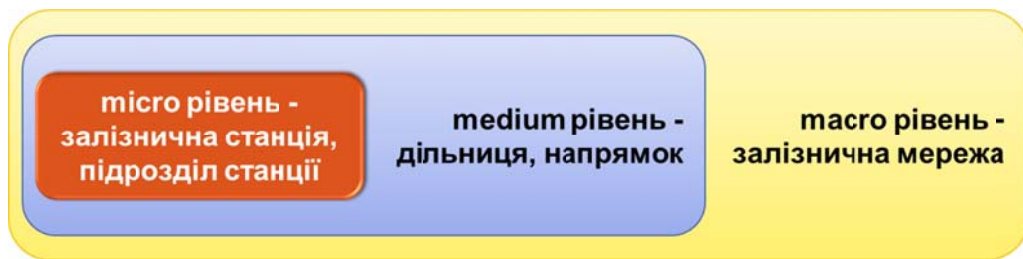 micro рівень -
залізнична станція,
підрозділ станції
medium рівень -
дільниця, напрямок
macro рівень -
залізнична мережа